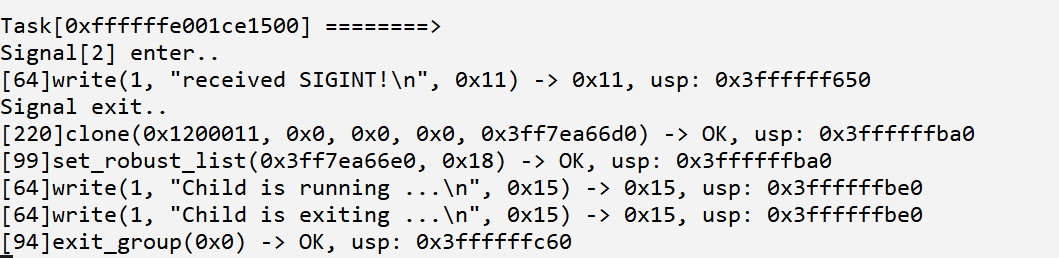 Task[0xffffffe001ce1500] ========>
Signal[2] enter..
[64]write(1, "received SIGINT!\n", 0x11) -> 0x11, usp: 0x3ffffff650
Signal exit..
[220]clone(0x1200011, 0x0, 0x0, 0x0, 0x3ff7ea66d0) -> OK, usp: 0x3ffffffba0
[99]set_robust_list(0x3ff7ea66e0, 0x18) -> OK, usp: 0x3ffffffba0
[64]write(1, "Child is running ...\n", 0x15) -> 0x15, usp: 0x3ffffffbe0
[64]write(1, "Child is exiting ...\n", 0x15) -> 0x15, usp: 0x3ffffffbe0
[94]exit_group(0x0) -> OK, usp: 0x3ffffffc60